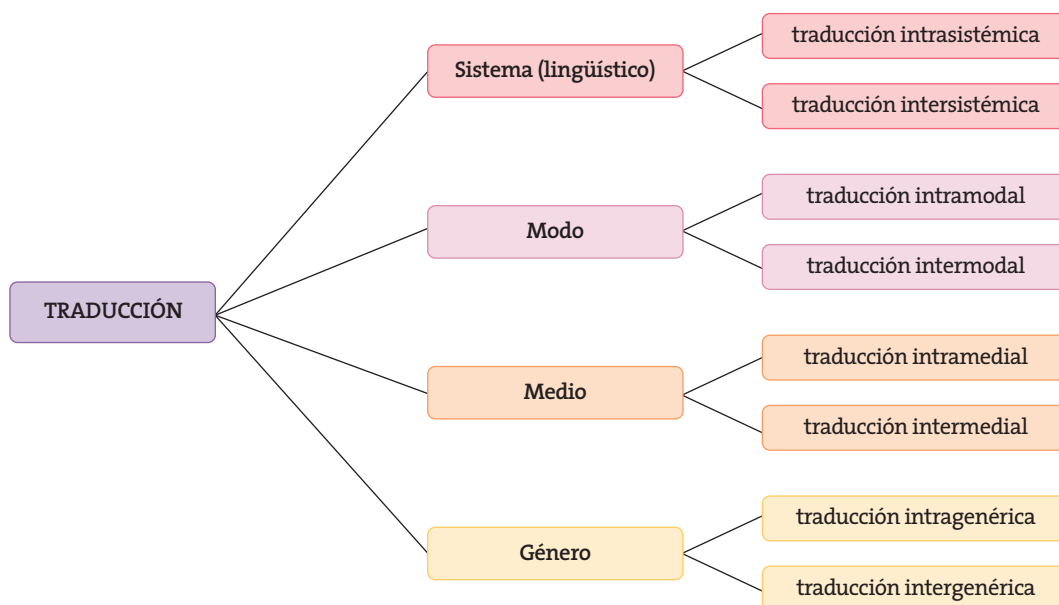 TRADUCCIÓN
Sistema (lingüístico)
traducción intrasistémica
traducción intersistémica
Modo
traducción intramodal
traducción intermodal
Medio
traducción intramedial
traducción intermedial
Género
traducción intragenérica
traducción intergenérica